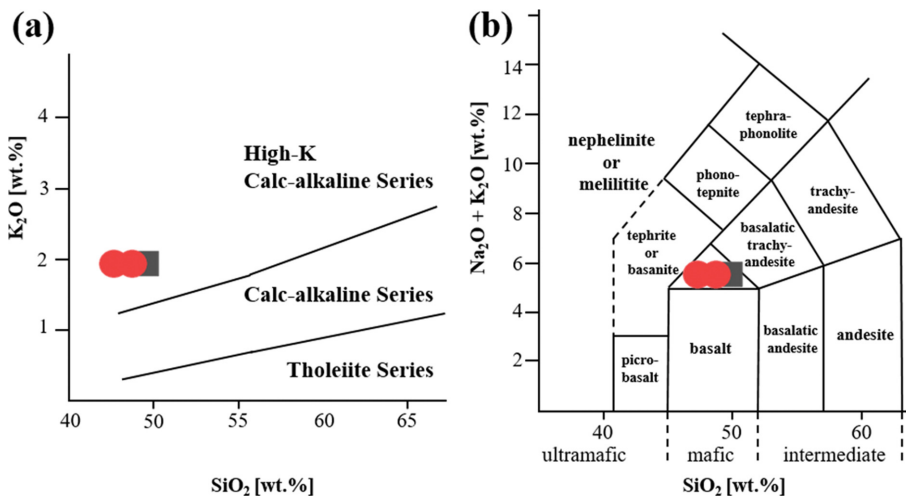 (a)
K₂O [wt.%]
4
3
2
1
High-K
Calc-alkaline Series
Calc-alkaline Series
Tholeiite Series
40
50
55
60
65
SiO₂ [wt.%]
(b)
Na₂O + K₂O [wt.%]
14
12
10
8
6
4
2
nephelinite
or
melilitite
tephra-
phonolite
phono-
tepnite
trachy-
andesite
tephrite
or
basanite
basalatic
trachy-
andesite
picro-
basalt
basalt
basalatic
andesite
andesite
40
50
60
ultramafic
mafic
intermediate
SiO₂ [wt.%]